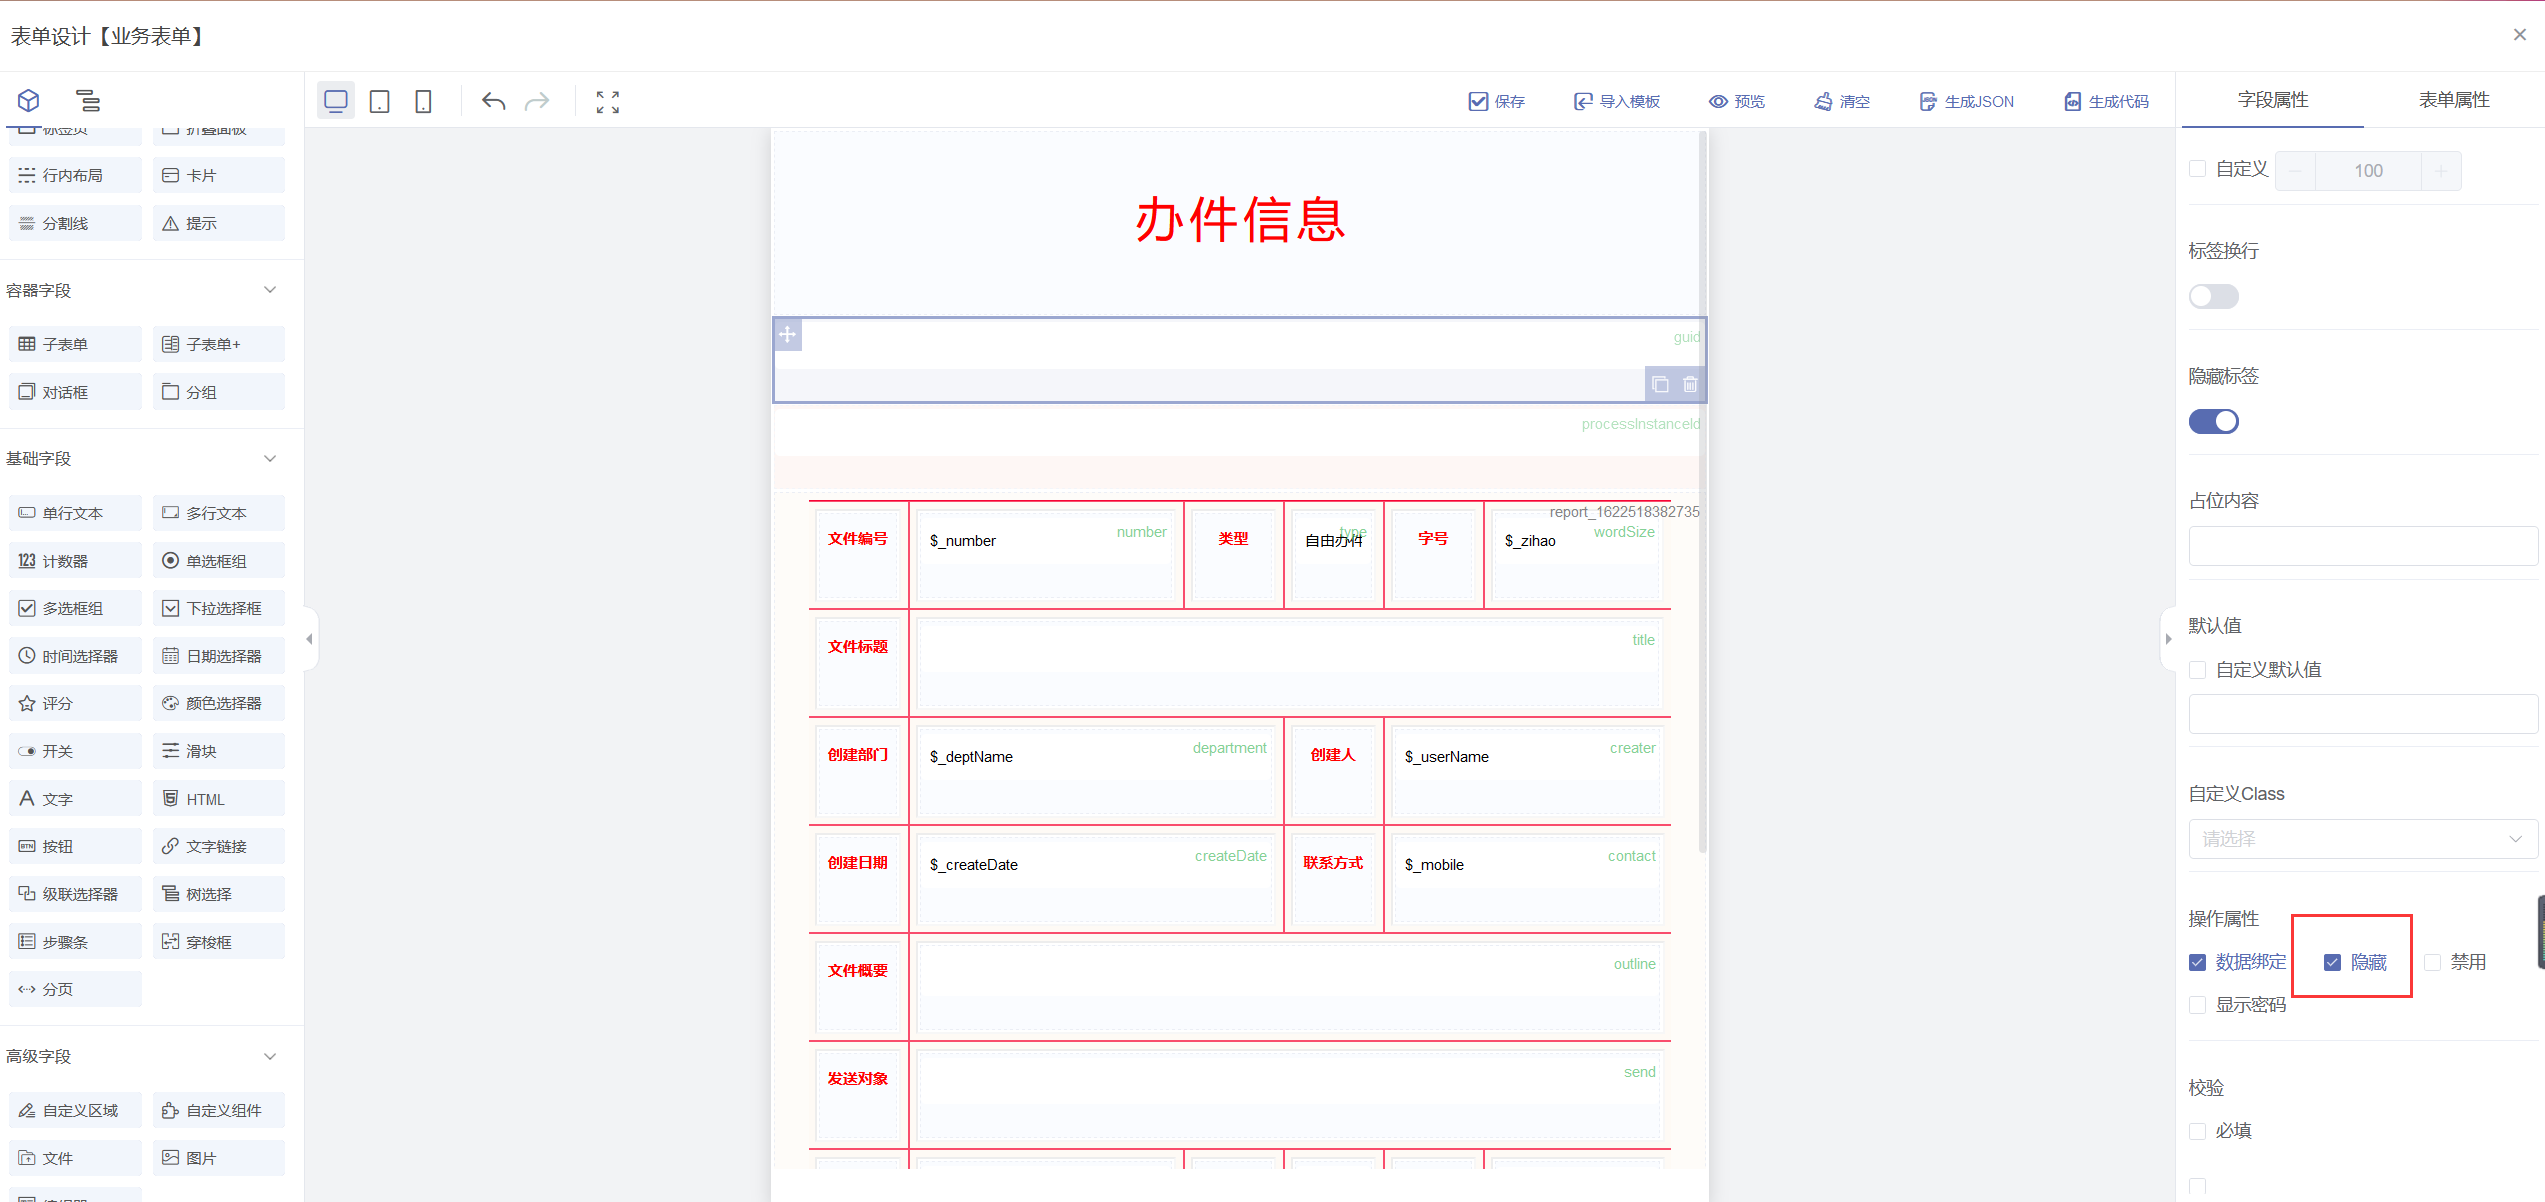 表单设计【业务表单】
保存
导入模板
预览
清空
生成JSON
生成代码
字段属性
表单属性
标签页
折叠面板
行内布局
卡片
分割线
提示
容器字段
子表单
子表单+
对话框
分组
基础字段
单行文本
多行文本
123 计数器
单选框组
多选框组
下拉选择框
时间选择器
日期选择器
评分
颜色选择器
开关
滑块
文字
HTML
按钮
文字链接
级联选择器
树选择
步骤条
穿梭框
分页
高级字段
自定义区域
自定义组件
文件
图片
办件信息
guid
processInstanceId
report_1622518382735
文件编号
$_number
number
类型
自由办件
type
字号
$_zihao
wordSize
文件标题
title
创建部门
$_deptName
department
创建人
$_userName
creater
创建日期
$_createDate
createDate
联系方式
$_mobile
contact
文件概要
outline
发送对象
send
自定义
100
标签换行
隐藏标签
占位内容
默认值
自定义默认值
自定义Class
请选择
操作属性
数据绑定
隐藏
禁用
显示密码
校验
必填